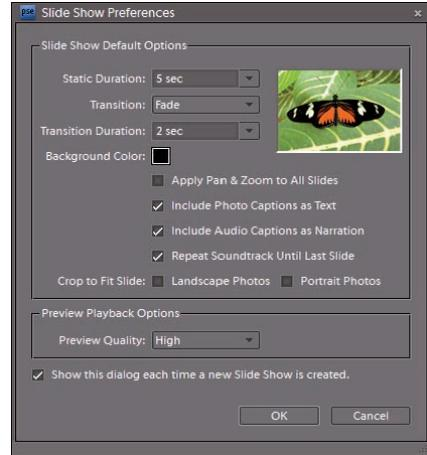 pse Slide Show Preferences x
Slide Show Default Options
Static Duration: 5 sec
Transition: Fade
Transition Duration: 2 sec
Background Color:
Apply Pan & Zoom to All Slides
Include Photo Captions as Text
Include Audio Captions as Narration
Repeat Soundtrack Until Last Slide
Crop to Fit Slide: Landscape Photos Portrait Photos
Preview Playback Options
Preview Quality: High
Show this dialog each time a new Slide Show is created.
OK Cancel